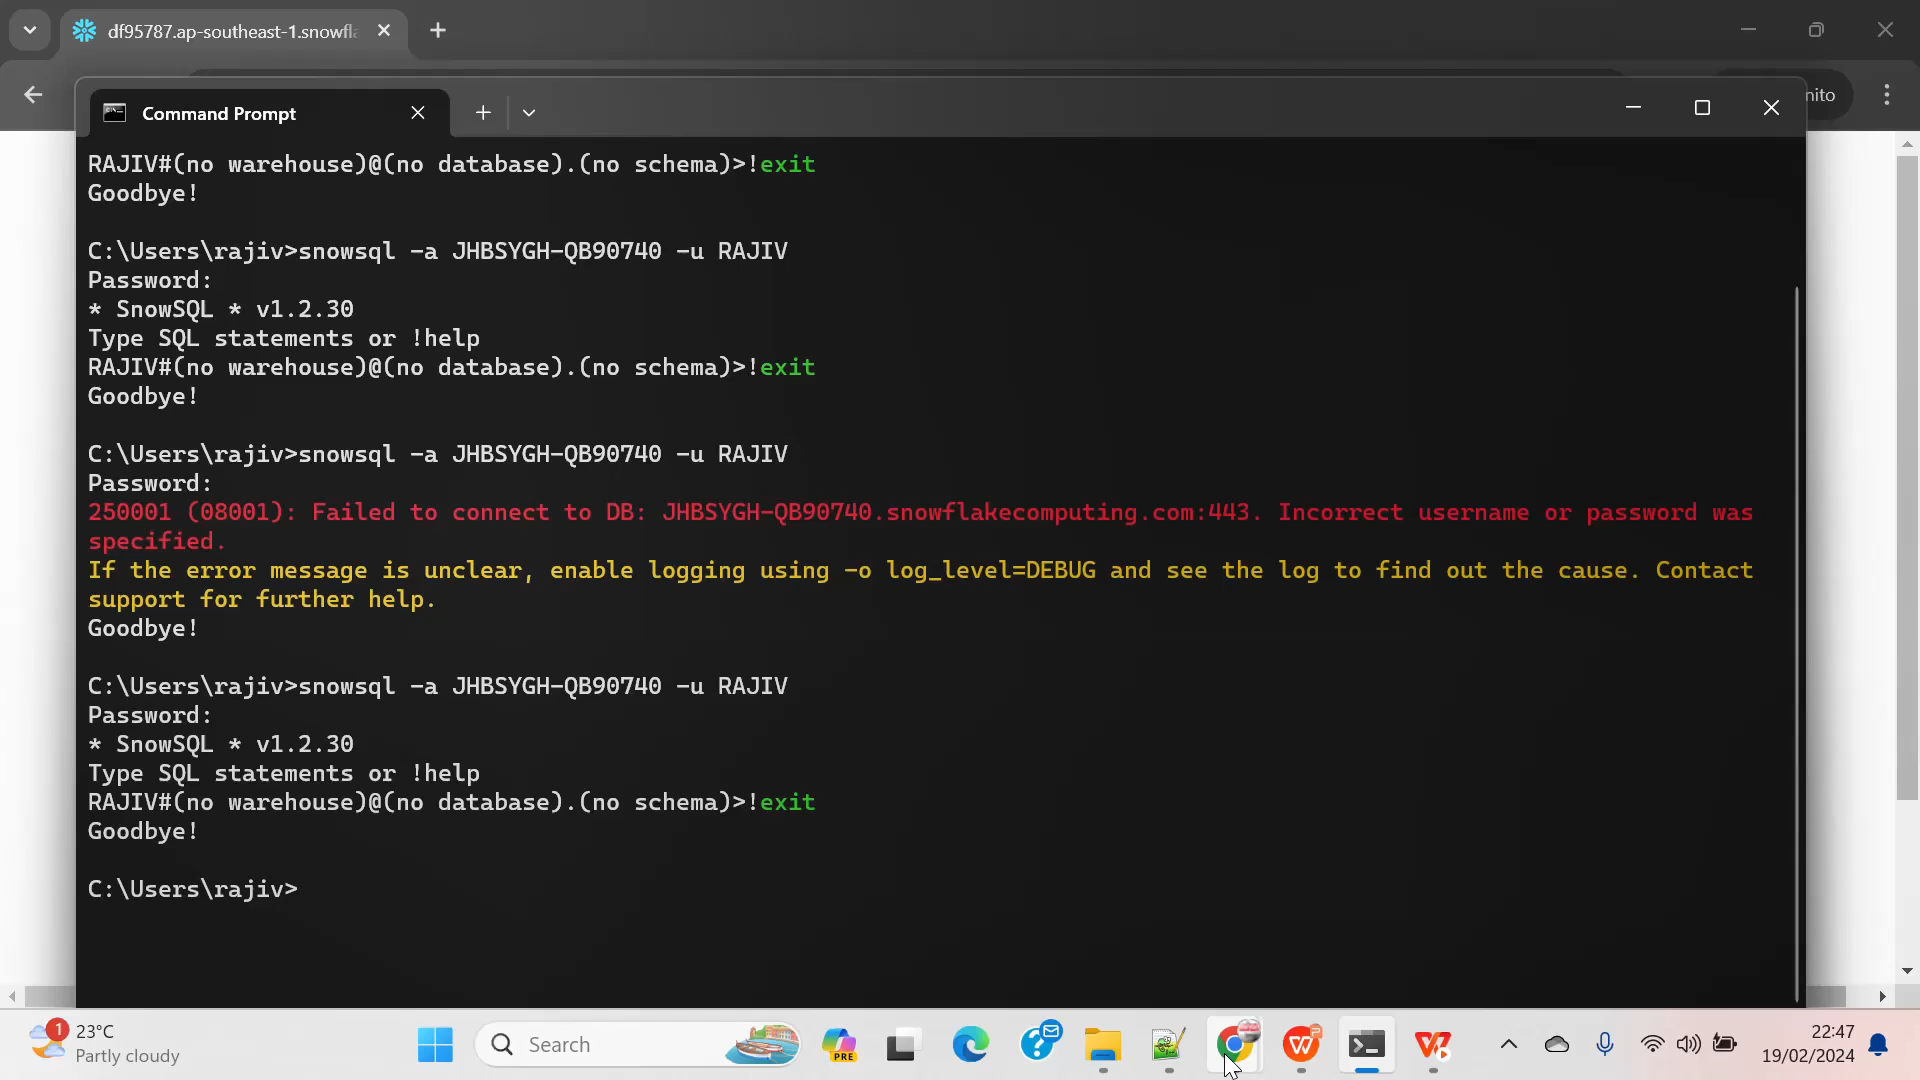 df95787.ap-southeast-1.snowfl
nito
Command Prompt
RAJIV#(no warehouse)@(no database).(no schema)>!exit
Goodbye!
C:\Users\rajiv>snowsql -a JHBSYGH-QB90740 -u RAJIV
Password:
* SnowSQL * v1.2.30
Type SQL statements or !help
RAJIV#(no warehouse)@(no database).(no schema)>!exit
Goodbye!
C:\Users\rajiv>snowsql -a JHBSYGH-QB90740 -u RAJIV
Password:
250001 (08001): Failed to connect to DB: JHBSYGH-QB90740.snowflakecomputing.com:443. Incorrect username or password was
specified.
If the error message is unclear, enable logging using -o log_level=DEBUG and see the log to find out the cause. Contact
support for further help.
Goodbye!
C:\Users\rajiv>snowsql -a JHBSYGH-QB90740 -u RAJIV
Password:
* SnowSQL * v1.2.30
Type SQL statements or !help
RAJIV#(no warehouse)@(no database).(no schema)>!exit
Goodbye!
C:\Users\rajiv>
1
23°C
Partly cloudy
Search
PRE
22:47
19/02/2024